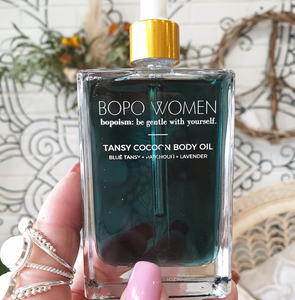 BOPO WOMEN
bopoism: be gentle with yourself.
TANSY COCOON BODY OIL
BLUE TANSY + PATCHOULI + LAVENDER